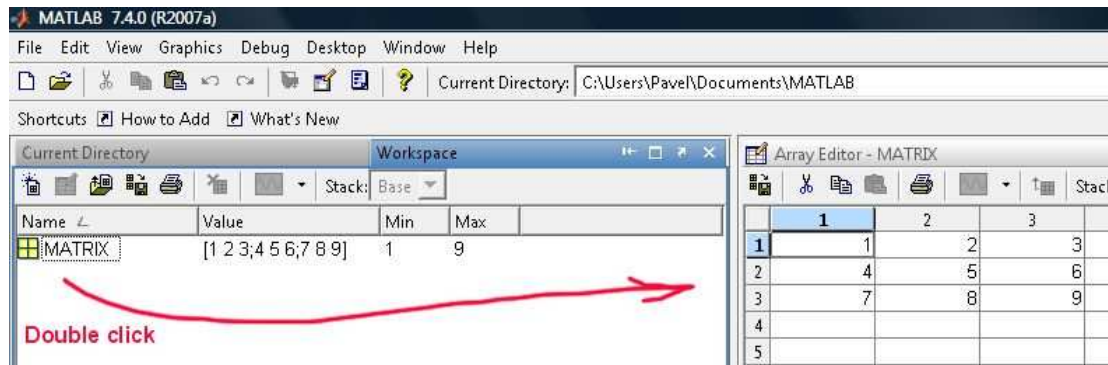 MATLAB 7.4.0 (R2007a)
File Edit View Graphics Debug Desktop Window Help
Current Directory: C:\Users\Pavel\Documents\MATLAB
Shortcuts How to Add What's New
Current Directory Workspace
Stack: Base
Name Value Min Max
MATRIX [1 2 3;4 5 6;7 8 9] 1 9
Double click
Array Editor - MATRIX
Stac
1 2 3
1 1 2 3
2 4 5 6
3 7 8 9
4
5